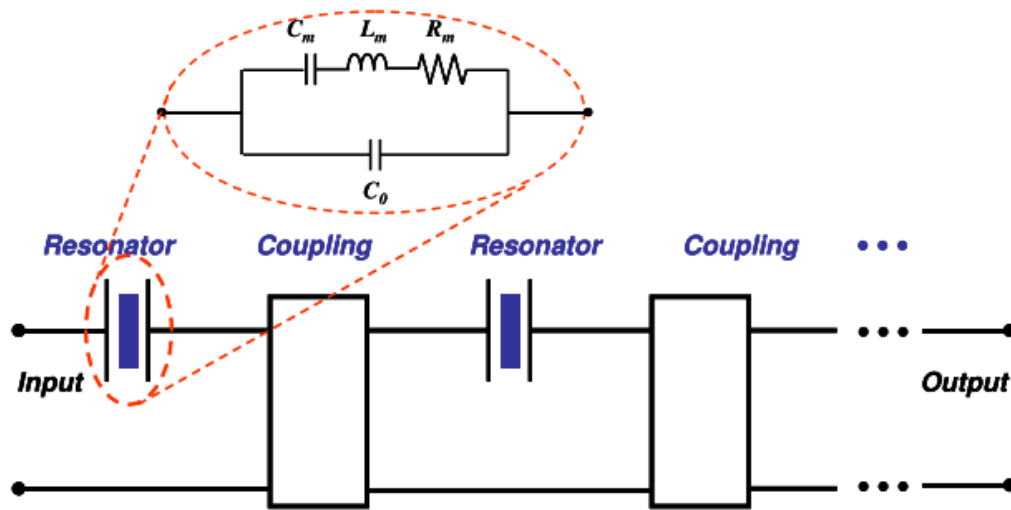 Cm Lm Rm
C0
Resonator Coupling Resonator Coupling •••
•••
Input Output
•••